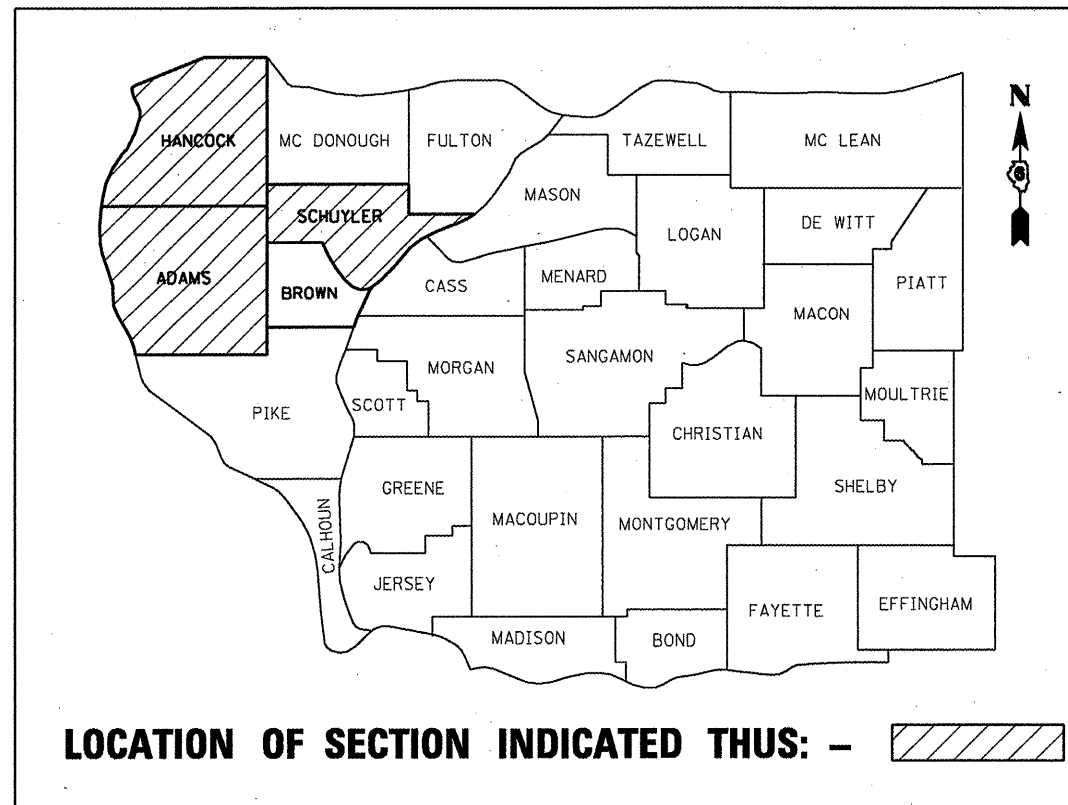 N
HANCOCK
MC DONOUGH
FULTON
TAZEWELL
MC LEAN
MASON
SCHUYLER
LOGAN
DE WITT
ADAMS
BROWN
CASS
MENARD
PIATT
MACON
SANGAMON
MORGAN
MOULTRIE
PIKE
SCOTT
CHRISTIAN
SHELBY
GREENE
MACOUPIN
MONTGOMERY
CALHOUN
JERSEY
FAYETTE
EFFINGHAM
MADISON
BOND
LOCATION OF SECTION INDICATED THUS: –